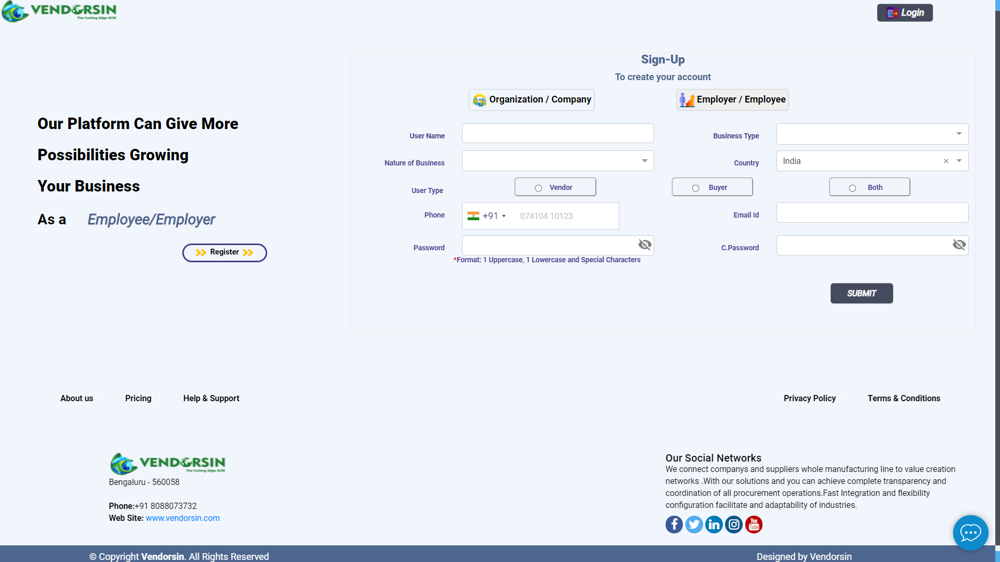 VENDORSIN
The Cutting Edge SCM
Login
Sign-Up
To create your account
Organization / Company
Employer / Employee
Our Platform Can Give More
Possibilities Growing
Your Business
As a Employee/Employer
Register
User Name
Business Type
Nature of Business
Country
India
User Type
Vendor
Buyer
Both
Phone
+91
074104 10123
Email Id
Password
C.Password
*Format: 1 Uppercase, 1 Lowercase and Special Characters
SUBMIT
About us
Pricing
Help & Support
Privacy Policy
Terms & Conditions
VENDORSIN
The Cutting Edge SCM
Bengaluru - 560058
Phone:+91 8088073732
Web Site: www.vendorsin.com
Our Social Networks
We connect companys and suppliers whole manufacturing line to value creation
networks .With our solutions and you can achieve complete transparency and
coordination of all procurement operations.Fast Integration and flexibility
configuration facilitate and adaptability of industries.
You
Tube
© Copyright Vendorsin. All Rights Reserved
Designed by Vendorsin